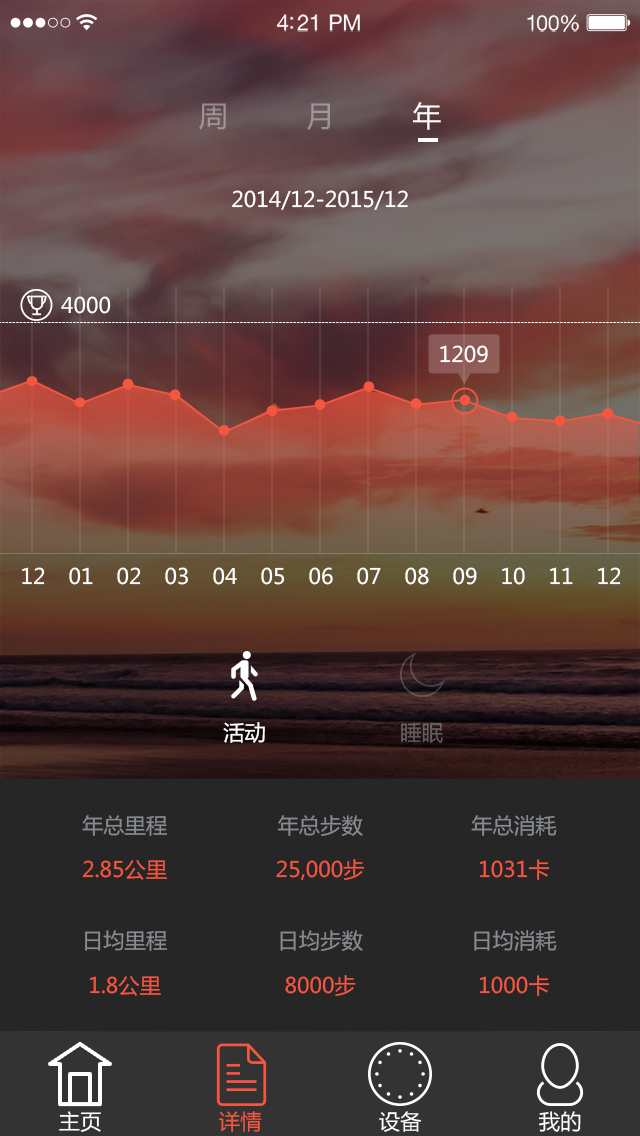 4:21 PM 100%
周 月 年
2014/12-2015/12
4000
1209
12 01 02 03 04 05 06 07 08 09 10 11 12
活动 睡眠
年总里程 年总步数 年总消耗
2.85公里 25,000步 1031卡
日均里程 日均步数 日均消耗
1.8公里 8000步 1000卡
主页 详情 设备 我的